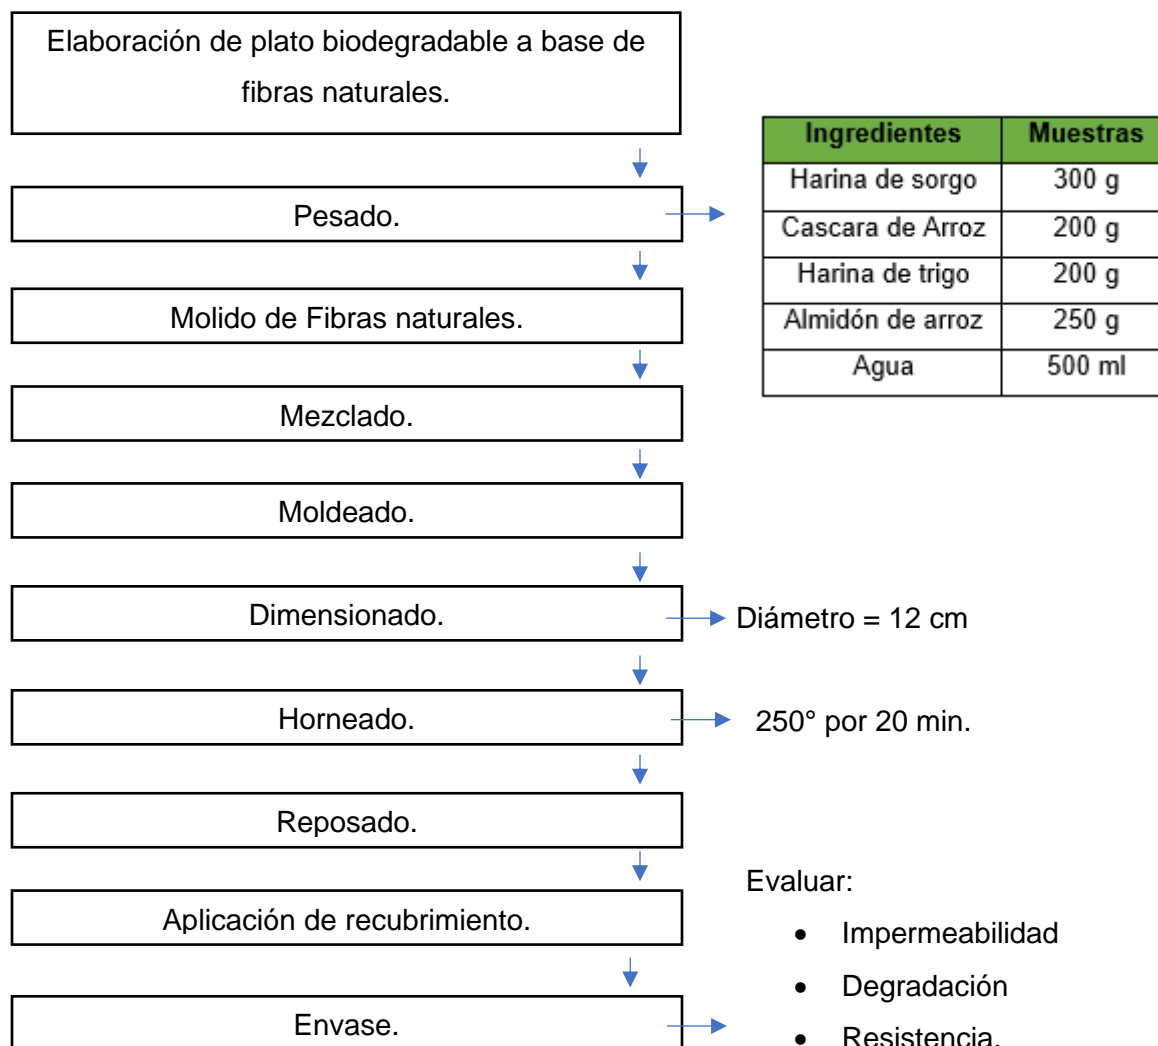 Elaboración de plato biodegradable a base de
fibras naturales.
Pesado.
Ingredientes Muestras
Harina de sorgo 300 g
Cascara de Arroz 200 g
Harina de trigo 200 g
Almidón de arroz 250 g
Agua 500 ml
Molido de Fibras naturales.
Mezclado.
Moldeado.
Dimensionado.
Diámetro = 12 cm
Horneado.
250° por 20 min.
Reposado.
Aplicación de recubrimiento.
Envase.
Evaluar:
• Impermeabilidad
• Degradación
• Resistencia.